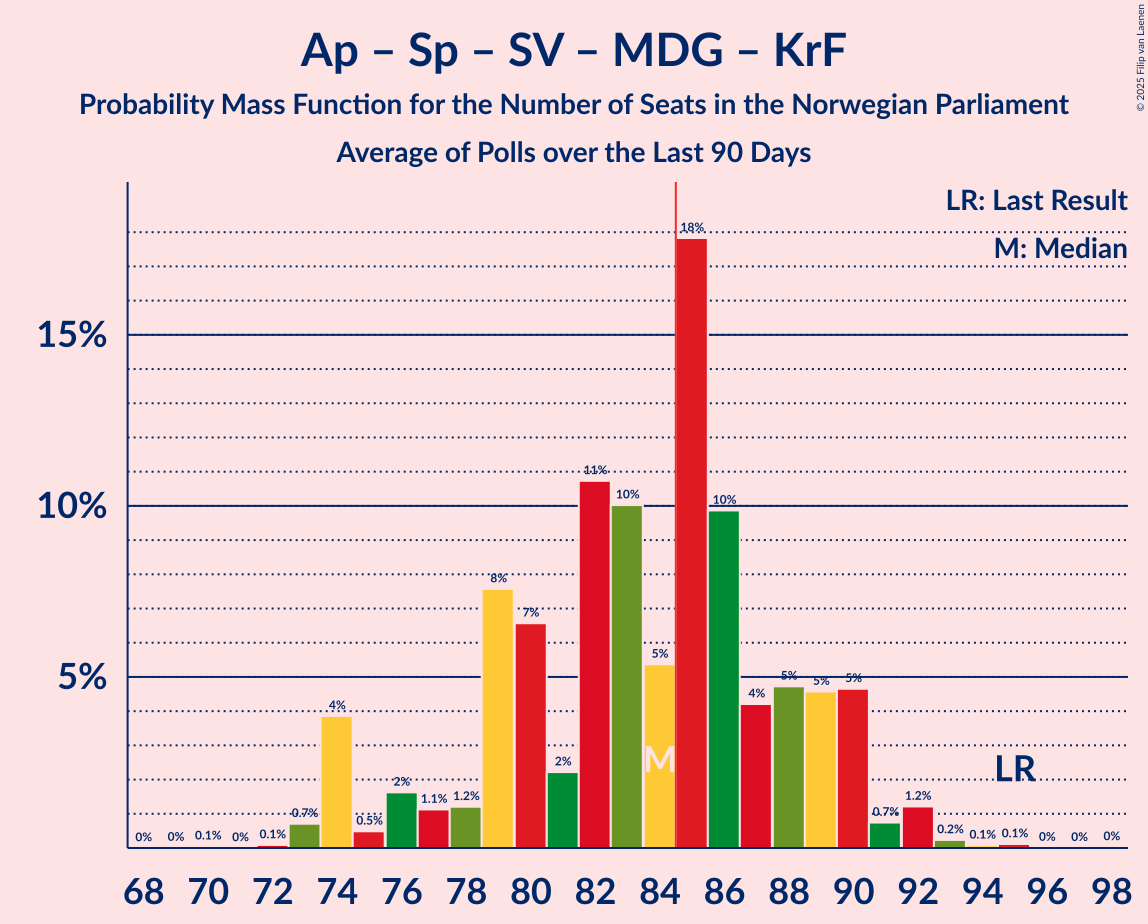 Ap – Sp – SV – MDG – KrF
Probability Mass Function for the Number of Seats in the Norwegian Parliament
Average of Polls over the Last 90 Days
© 2025 Filip van Laenen
LR: Last Result
M: Median
15%
10%
5%
0% 0% 0.1% 0% 0.1% 0.7% 4% 0.5% 2% 1.1% 1.2% 8% 7% 2% 11% 10% 5% 18% 10% 4% 5% 5% 5% 0.7% 1.2% 0.2% 0.1% 0.1% 0% 0% 0%
M
LR
68 70 72 74 76 78 80 82 84 86 88 90 92 94 96 98